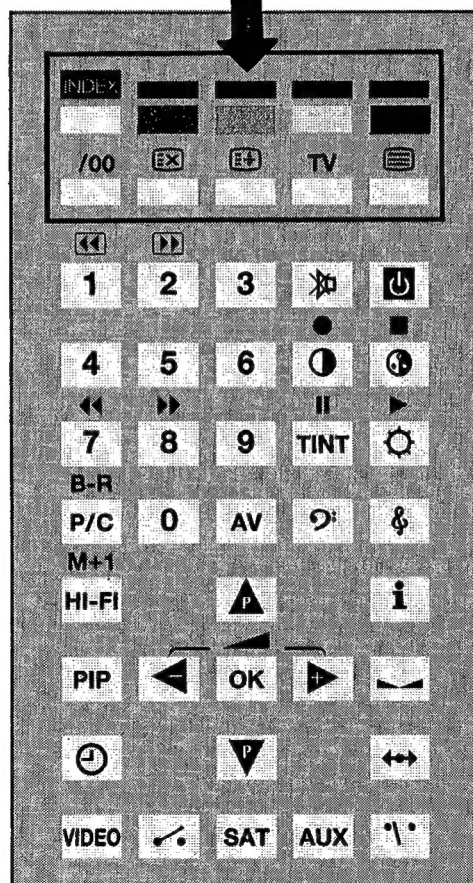 INDEX
/00 TV
1 2 3
4 5 6
7 8 9 TINT
B-R
P/C 0 AV
M+1
HI-FI P i
PIP - OK +
P
VIDEO SAT AUX